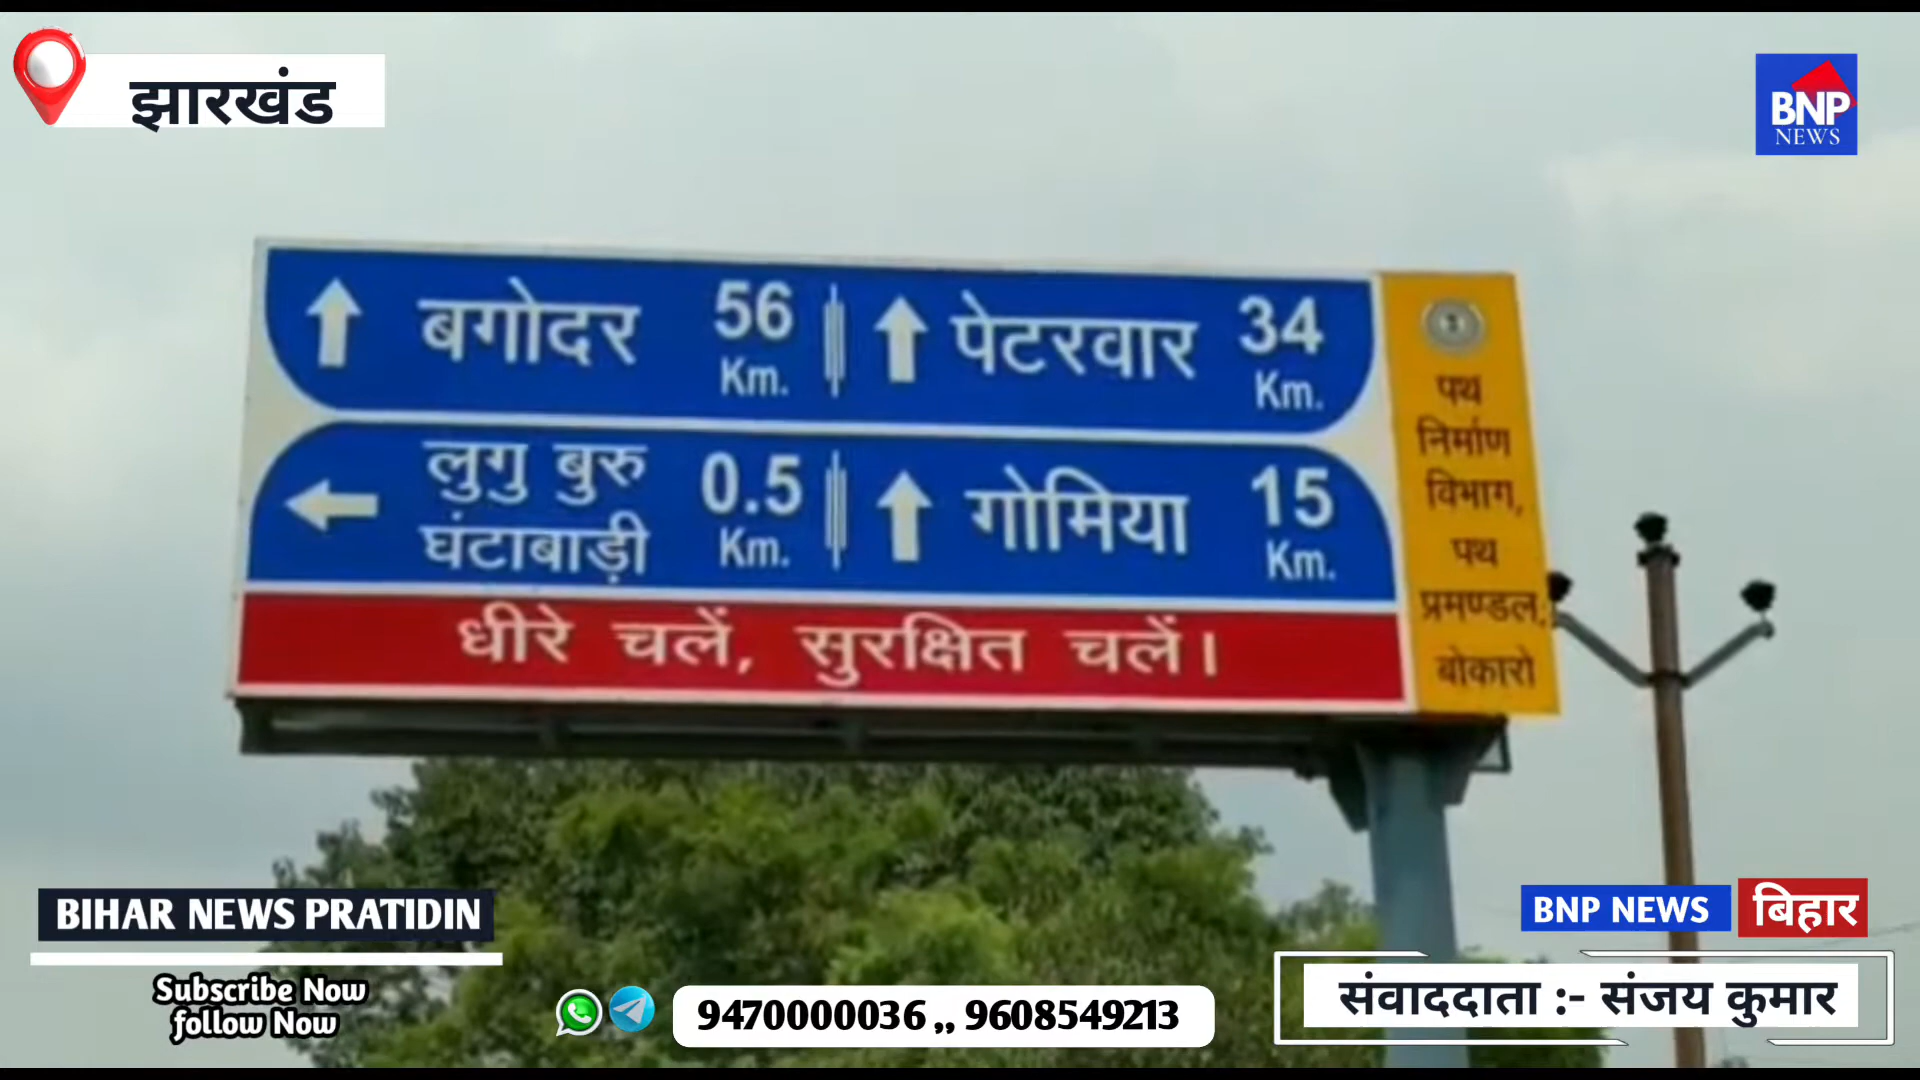 झारखंड
BNP
NEWS
बगोदर 56 Km.
पेटरवार 34 Km.
लुगु बुरु
घंटाबाड़ी 0.5 Km.
गोमिया 15 Km.
धीरे चलें, सुरक्षित चलें।
पथ
निर्माण
विभाग,
पथ
प्रमण्डल,
बोकारो
BIHAR NEWS PRATIDIN
Subscribe Now
follow Now
9470000036 ,, 9608549213
BNP NEWS बिहार
संवाददाता :- संजय कुमार